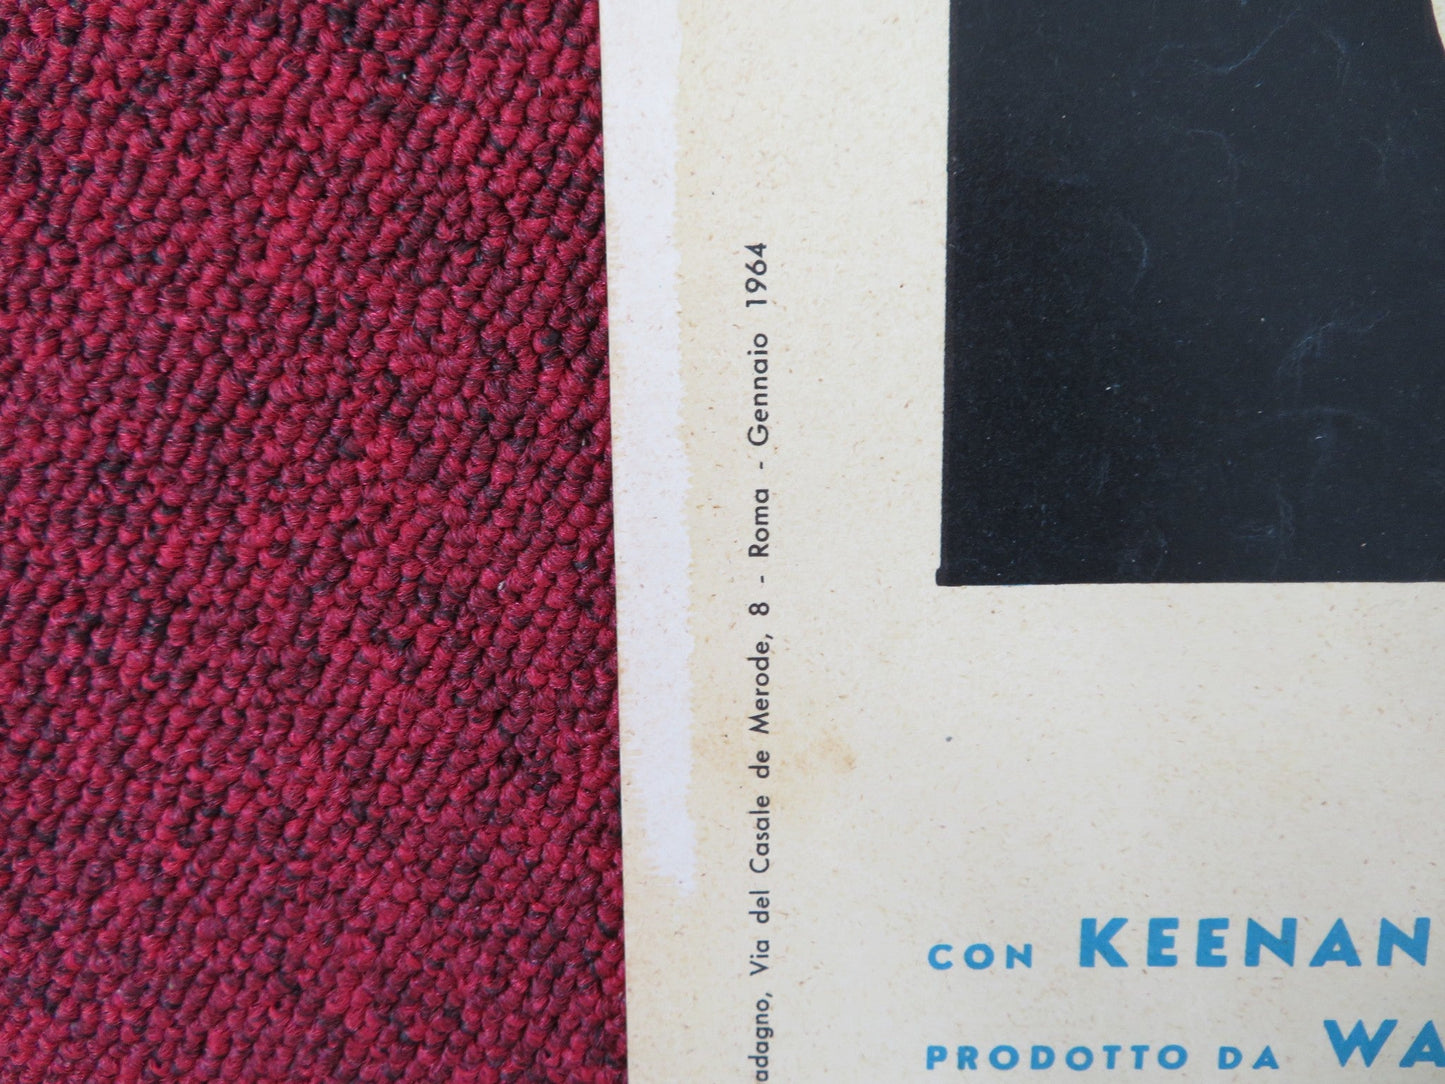 adagno, Via del Casale de Merode, 8 - Roma - Gennaio 1964
CON KEENAN
PRODOTTO DA WA